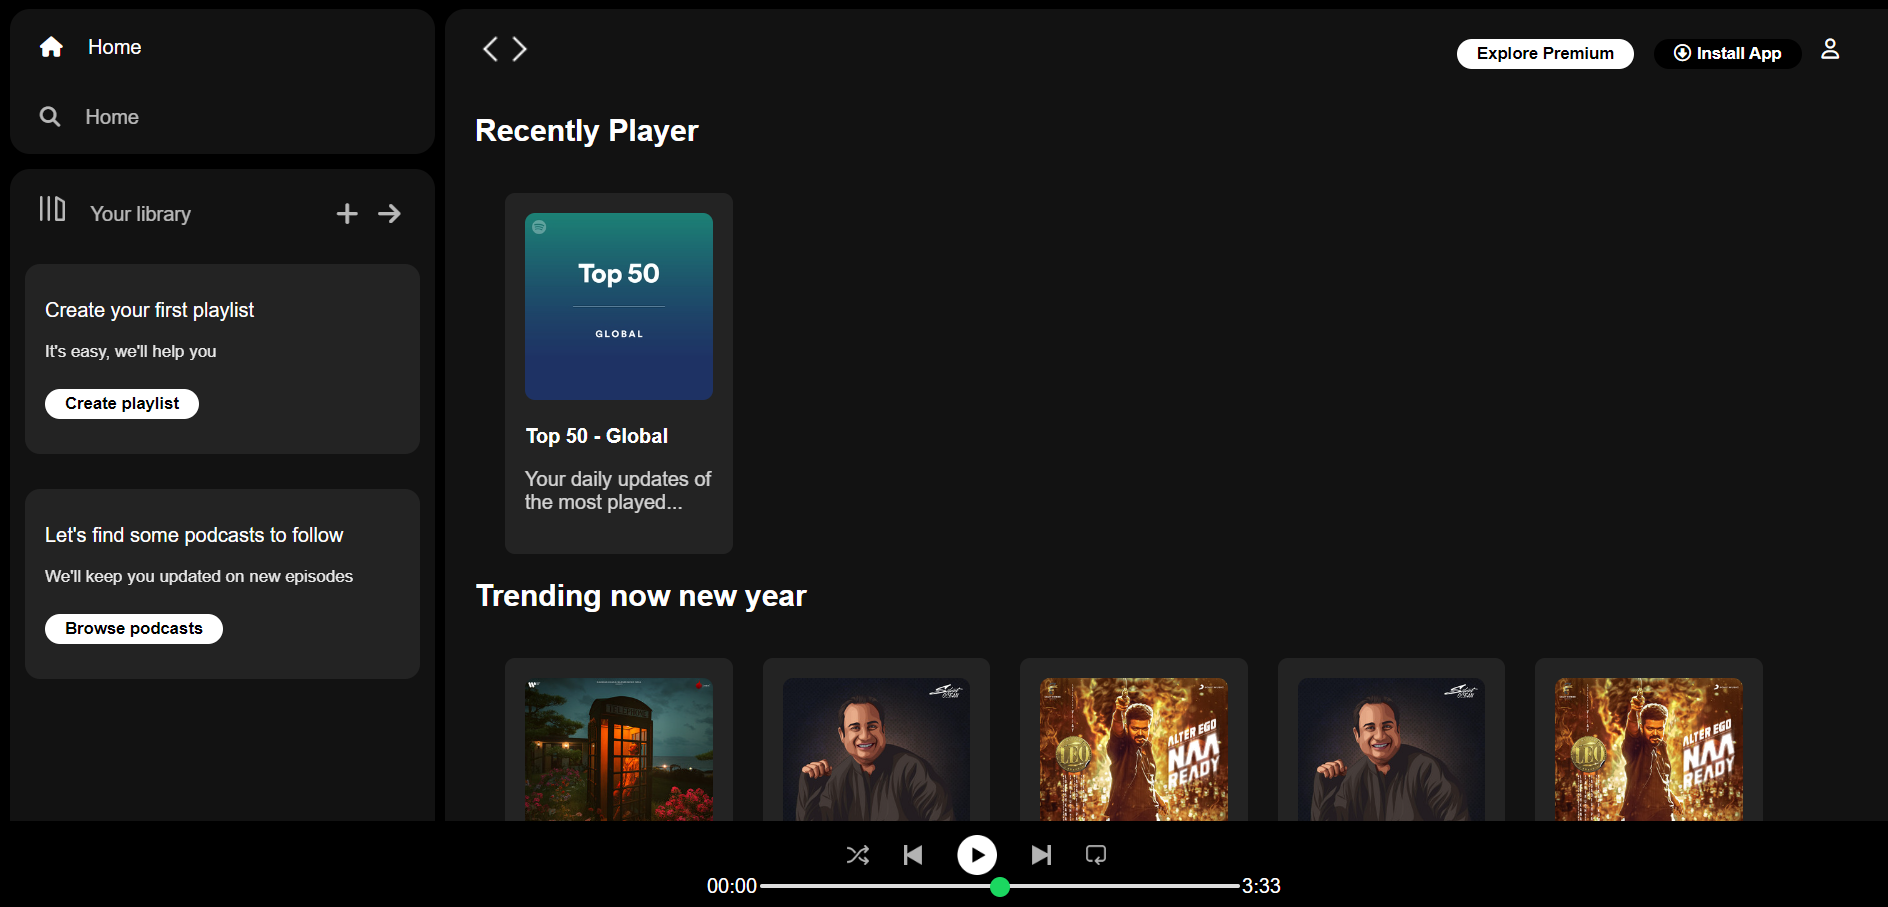 Home
Home
Your library
Create your first playlist
It's easy, we'll help you
Create playlist
Let's find some podcasts to follow
We'll keep you updated on new episodes
Browse podcasts
Explore Premium
Install App
Recently Player
Top 50
GLOBAL
Top 50 - Global
Your daily updates of
the most played...
Trending now new year
TELEPHONE
LEO
ALTER EGO
NAA
READY
LEO
ALTER EGO
NAA
READY
00:00
3:33